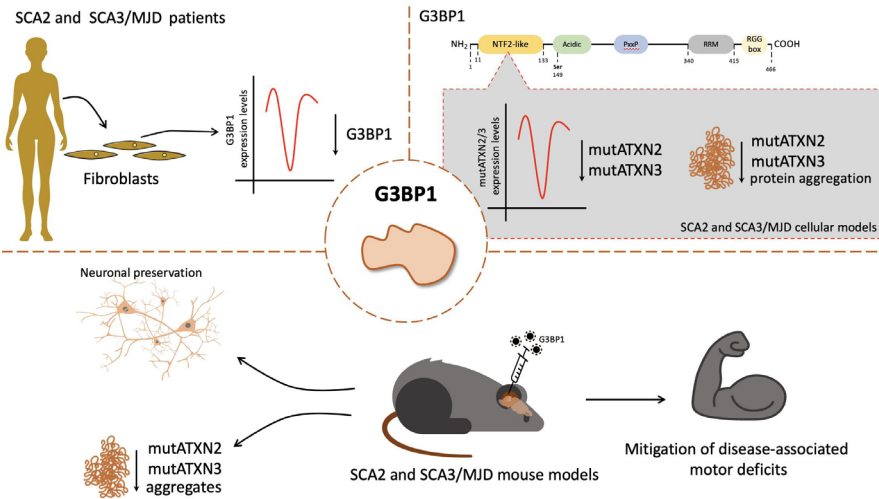 SCA2 and SCA3/MJD patients
Fibroblasts
G3BP1
expression levels
G3BP1
G3BP1
NH2
NTF2-like
Acidic
PxxP
RRM
RGG
box
COOH
1
11
133
Ser
149
340
415
466
mutATXN2/3
expression levels
mutATXN2
mutATXN3
mutATXN2
mutATXN3
protein aggregation
SCA2 and SCA3/MJD cellular models
G3BP1
Neuronal preservation
mutATXN2
mutATXN3
aggregates
G3BP1
SCA2 and SCA3/MJD mouse models
Mitigation of disease-associated
motor deficits